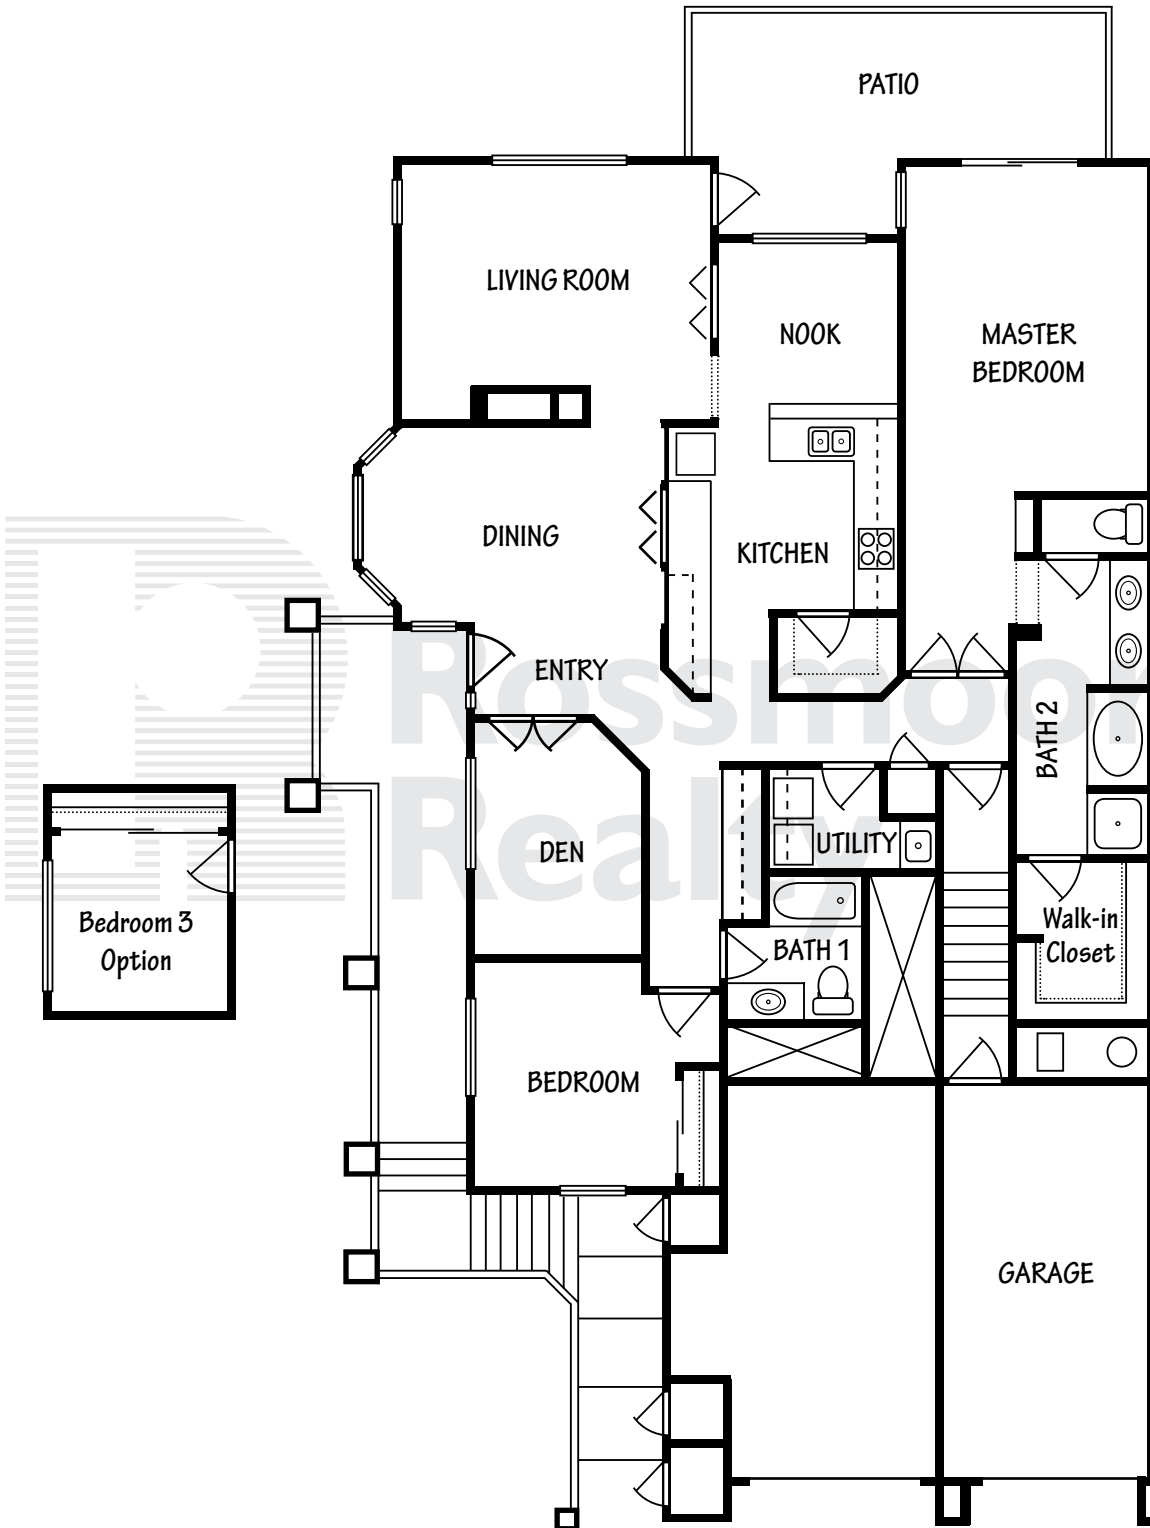 PATIO
LIVING ROOM
NOOK
MASTER
BEDROOM
DINING
KITCHEN
ENTRY
Rossmoor
Realty
BATH 2
DEN
UTILITY
Bedroom 3
Option
BATH 1
Walk-in
Closet
BEDROOM
GARAGE